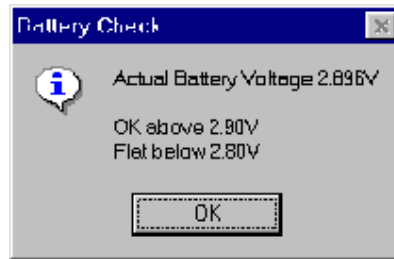 Battery Check
Actual Battery Voltage 2.896V
OK above 2.90V
Flat below 2.80V
OK